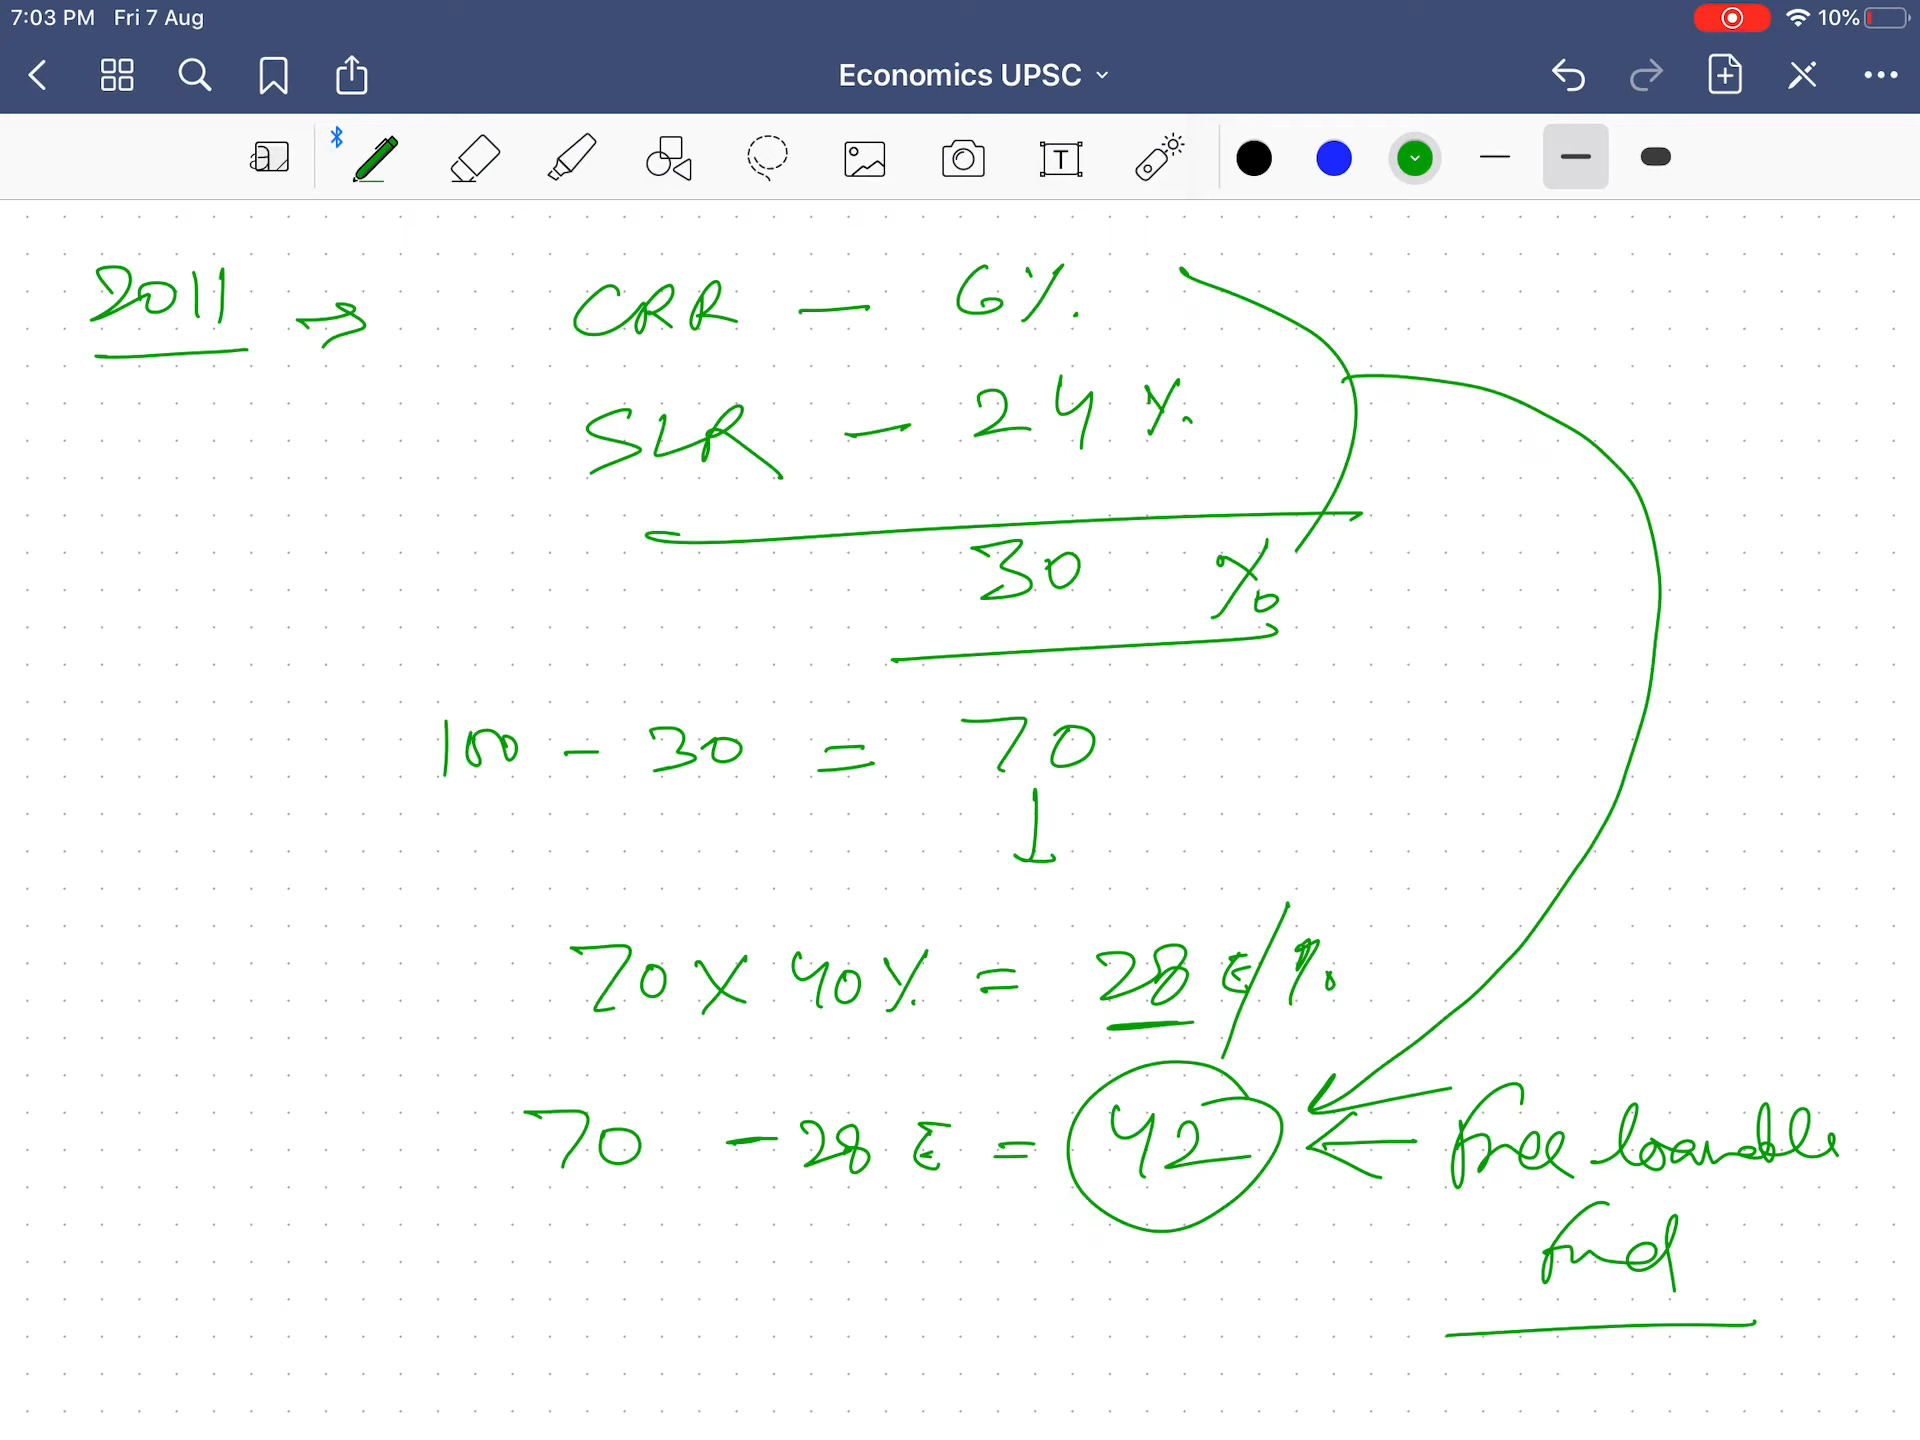 7:03 PM Fri 7 Aug 10%
Economics UPSC
2011 → CRR — 6%.
SLR — 24%.
30 %
100 - 30 = 70
↓
70 x 40% = 28 /%
70 - 28 = 42 ← free loanable
fund